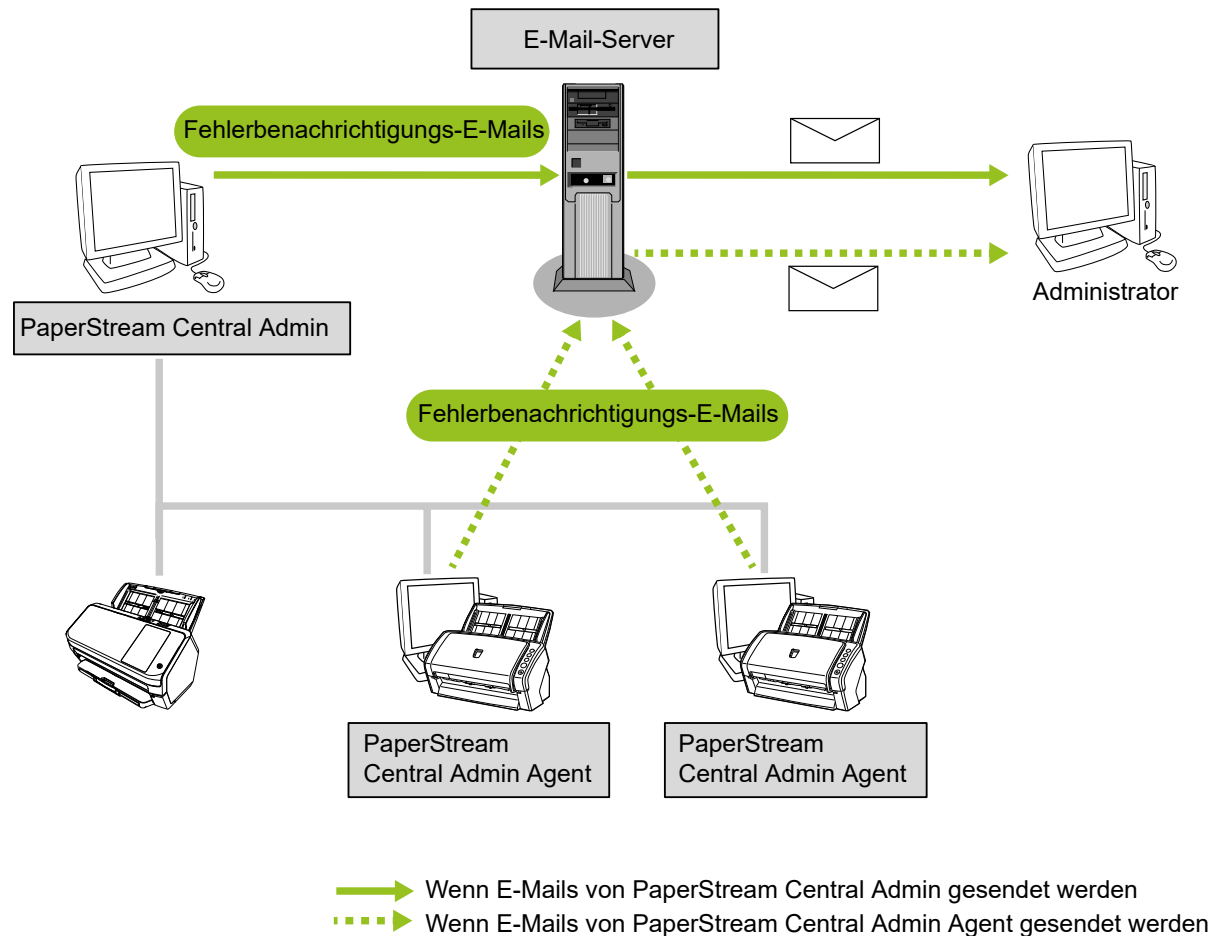 E-Mail-Server
Fehlerbenachrichtigungs-E-Mails
Administrator
PaperStream Central Admin
Fehlerbenachrichtigungs-E-Mails
PaperStream
Central Admin Agent
PaperStream
Central Admin Agent
Wenn E-Mails von PaperStream Central Admin gesendet werden
Wenn E-Mails von PaperStream Central Admin Agent gesendet werden